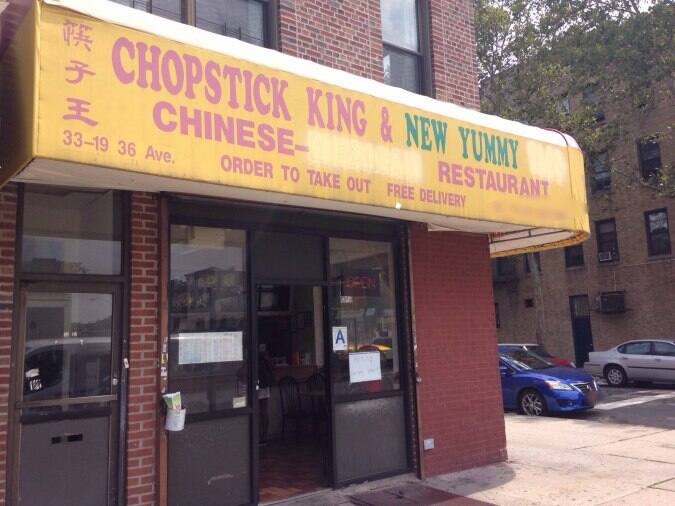 筷子王
CHOPSTICK KING & NEW YUMMY
CHINESE–
RESTAURANT
33–19 36 Ave.
ORDER TO TAKE OUT FREE DELIVERY
OPEN
A